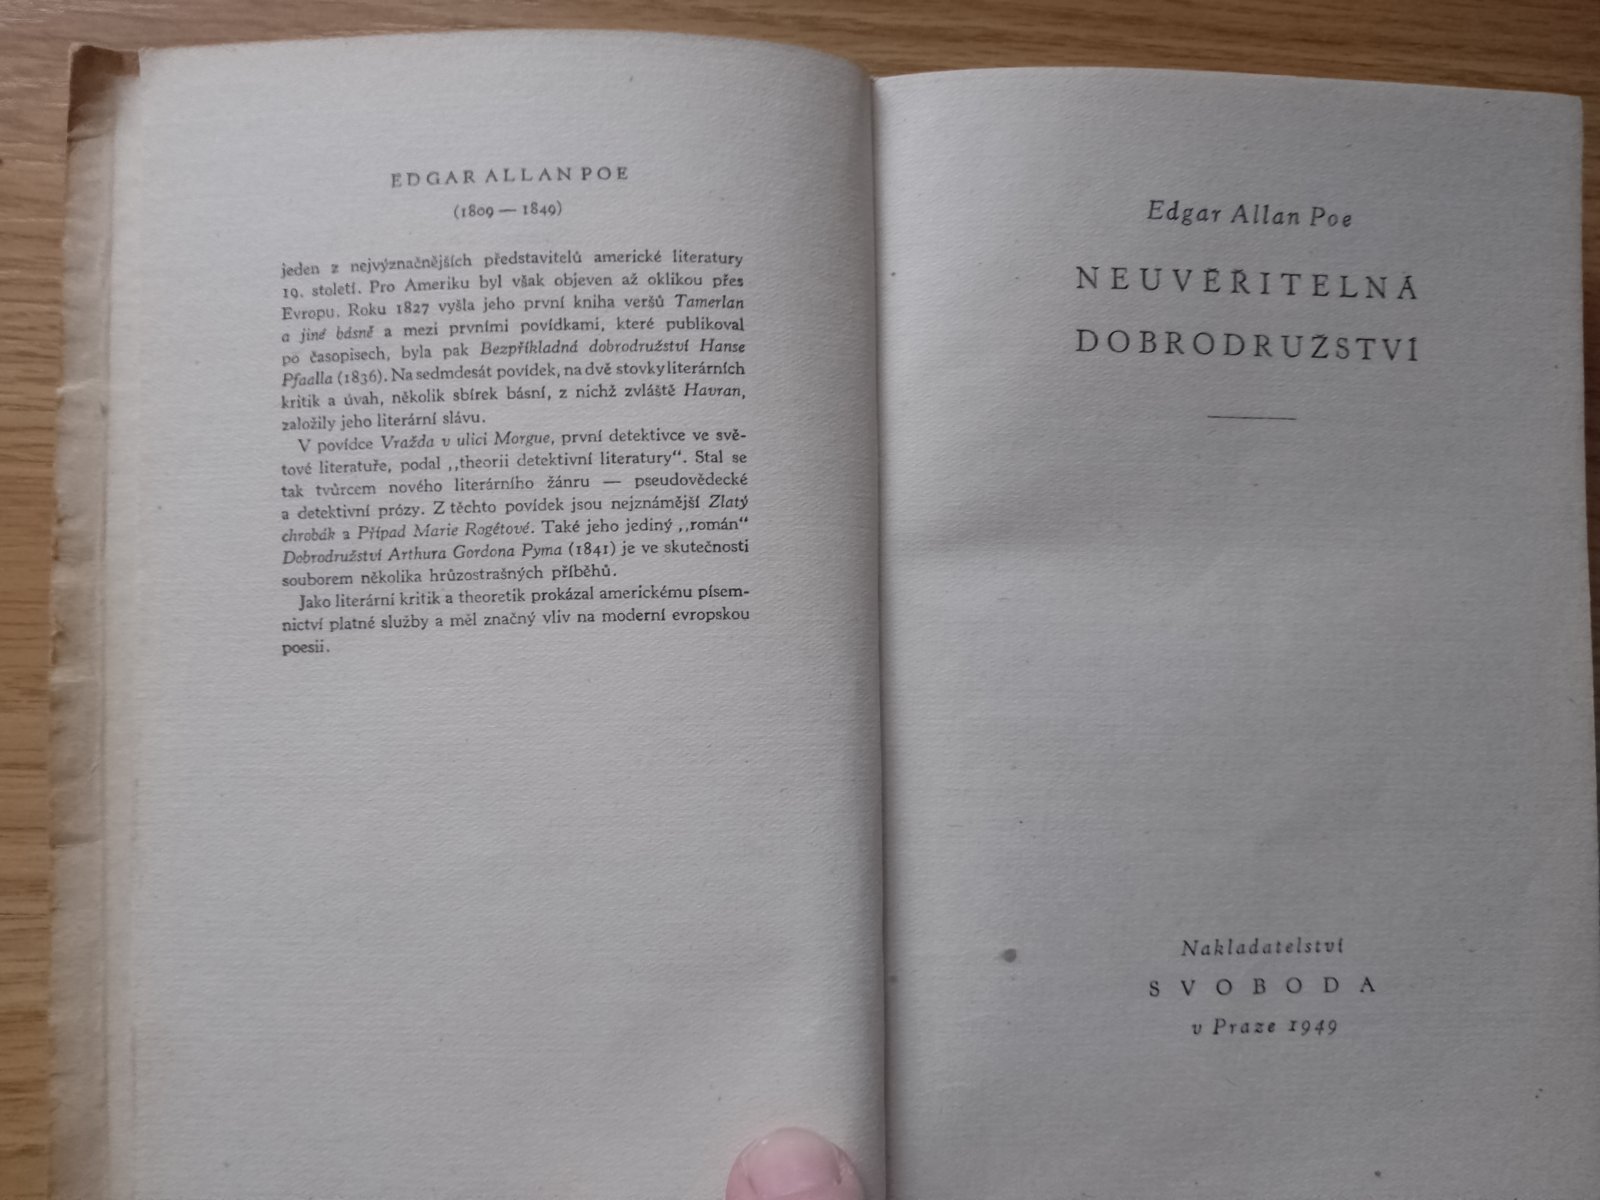 EDGAR ALLAN POE
(1809 — 1849)
jeden z nejvýznačnějších představitelů americké literatury
19. století. Pro Ameriku byl však objeven až oklikou přes
Evropu. Roku 1827 vyšla jeho první kniha veršů Tamerlan
a jiné básně a mezi prvními povídkami, které publikoval
po časopisech, byla pak Bezpříkladná dobrodružství Hanse
Pfaalla (1836). Na sedmdesát povídek, na dvě stovky literárních
kritik a úvah, několik sbírek básní, z nichž zvláště Havran,
založily jeho literární slávu.
V povídce Vražda v ulici Morgue, první detektivce ve svě-
tové literatuře, podal ,,theorii detektivní literatury“. Stal se
tak tvůrcem nového literárního žánru — pseudovědecké
a detektivní prózy. Z těchto povídek jsou nejznámější Zlatý
chrobák a Případ Marie Rogêtové. Také jeho jediný ,,román“
Dobrodružství Arthura Gordona Pyma (1841) je ve skutečnosti
souborem několika hrůzostrašných příběhů.
Jako literární kritik a theoretik prokázal americkému písem-
nictví platné služby a měl značný vliv na moderní evropskou
poesii.
Edgar Allan Poe
NEUVĚŘITELNÁ
DOBRODRUŽSTVÍ
Nakladatelství
SVOBODA
v Praze 1949